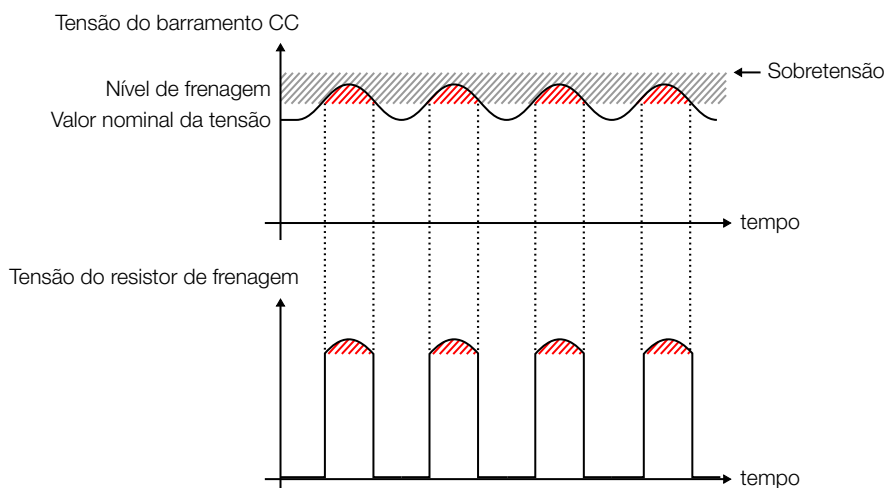 Tensão do barramento CC
Sobretensão
Nível de frenagem
Valor nominal da tensão
tempo
Tensão do resistor de frenagem
tempo